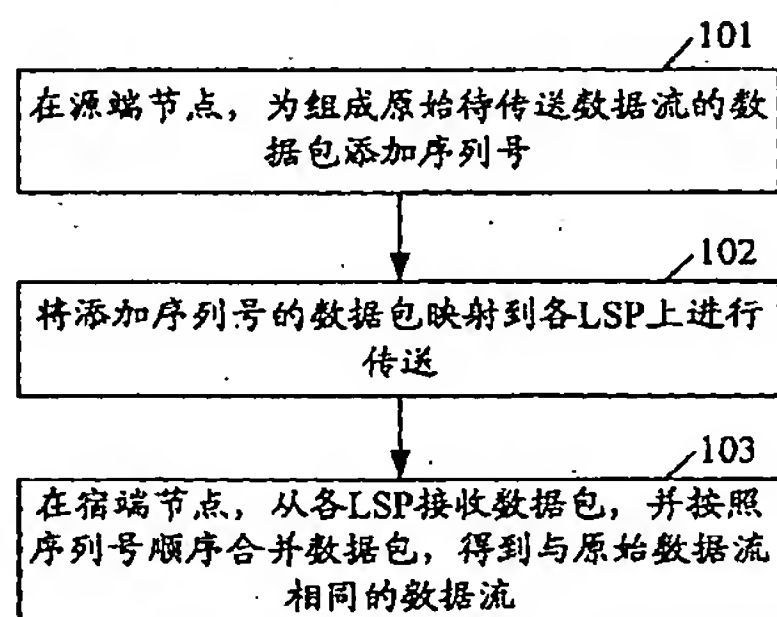 101
在源端节点，为组成原始待传送数据流的数
据包添加序列号
102
将添加序列号的数据包映射到各LSP上进行
传送
103
在宿端节点，从各LSP接收数据包，并按照
序列号顺序合并数据包，得到与原始数据流
相同的数据流